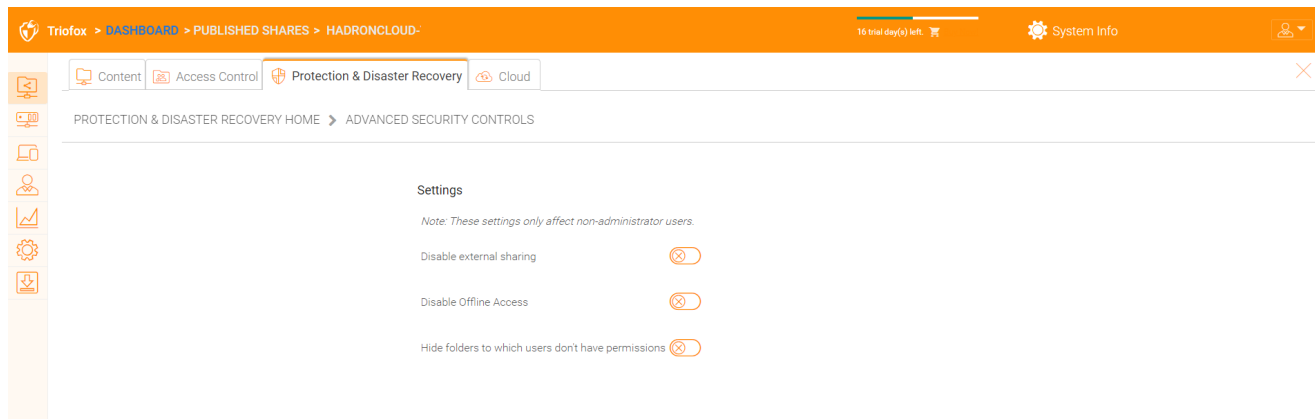 Triofox > DASHBOARD > PUBLISHED SHARES > HADRONCLOUD-
16 trial day(s) left.
System Info
Content
Access Control
Protection & Disaster Recovery
Cloud
PROTECTION & DISASTER RECOVERY HOME > ADVANCED SECURITY CONTROLS
Settings
Note: These settings only affect non-administrator users.
Disable external sharing
Disable Offline Access
Hide folders to which users don't have permissions